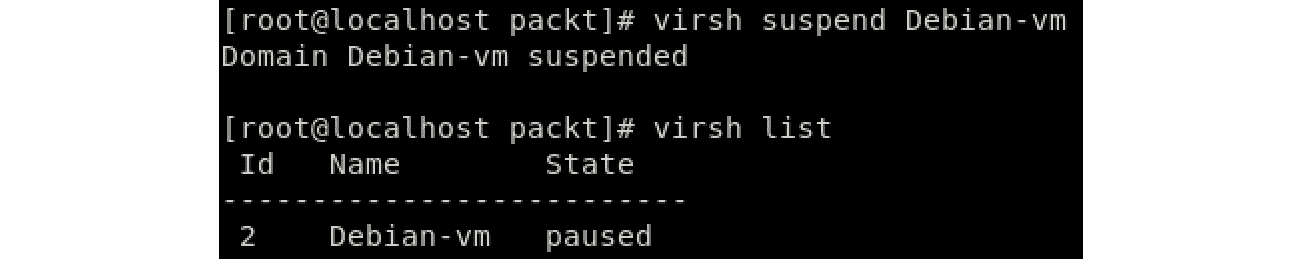 [root@localhost packt]# virsh suspend Debian-vm
Domain Debian-vm suspended
[root@localhost packt]# virsh list
 Id   Name        State
--------------------------
 2    Debian-vm   paused